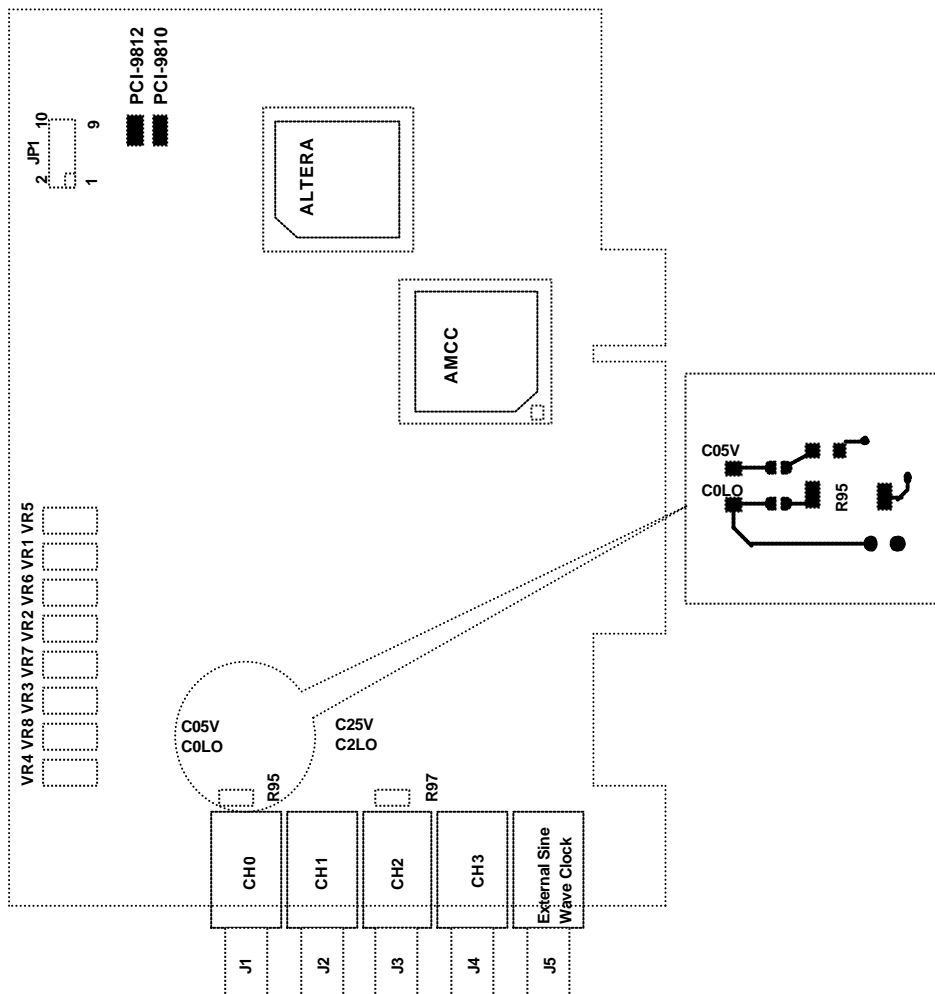 PCI-9812
PCI-9810
JP1
2
10
1
9
ALTERA
AMCC
C05V
C0LO
R95
VR4 VR8 VR3 VR7 VR2 VR6 VR1 VR5
C05V
C0LO
C25V
C2LO
R95
R97
CH0
CH1
CH2
CH3
External Sine
Wave Clock
J1
J2
J3
J4
J5